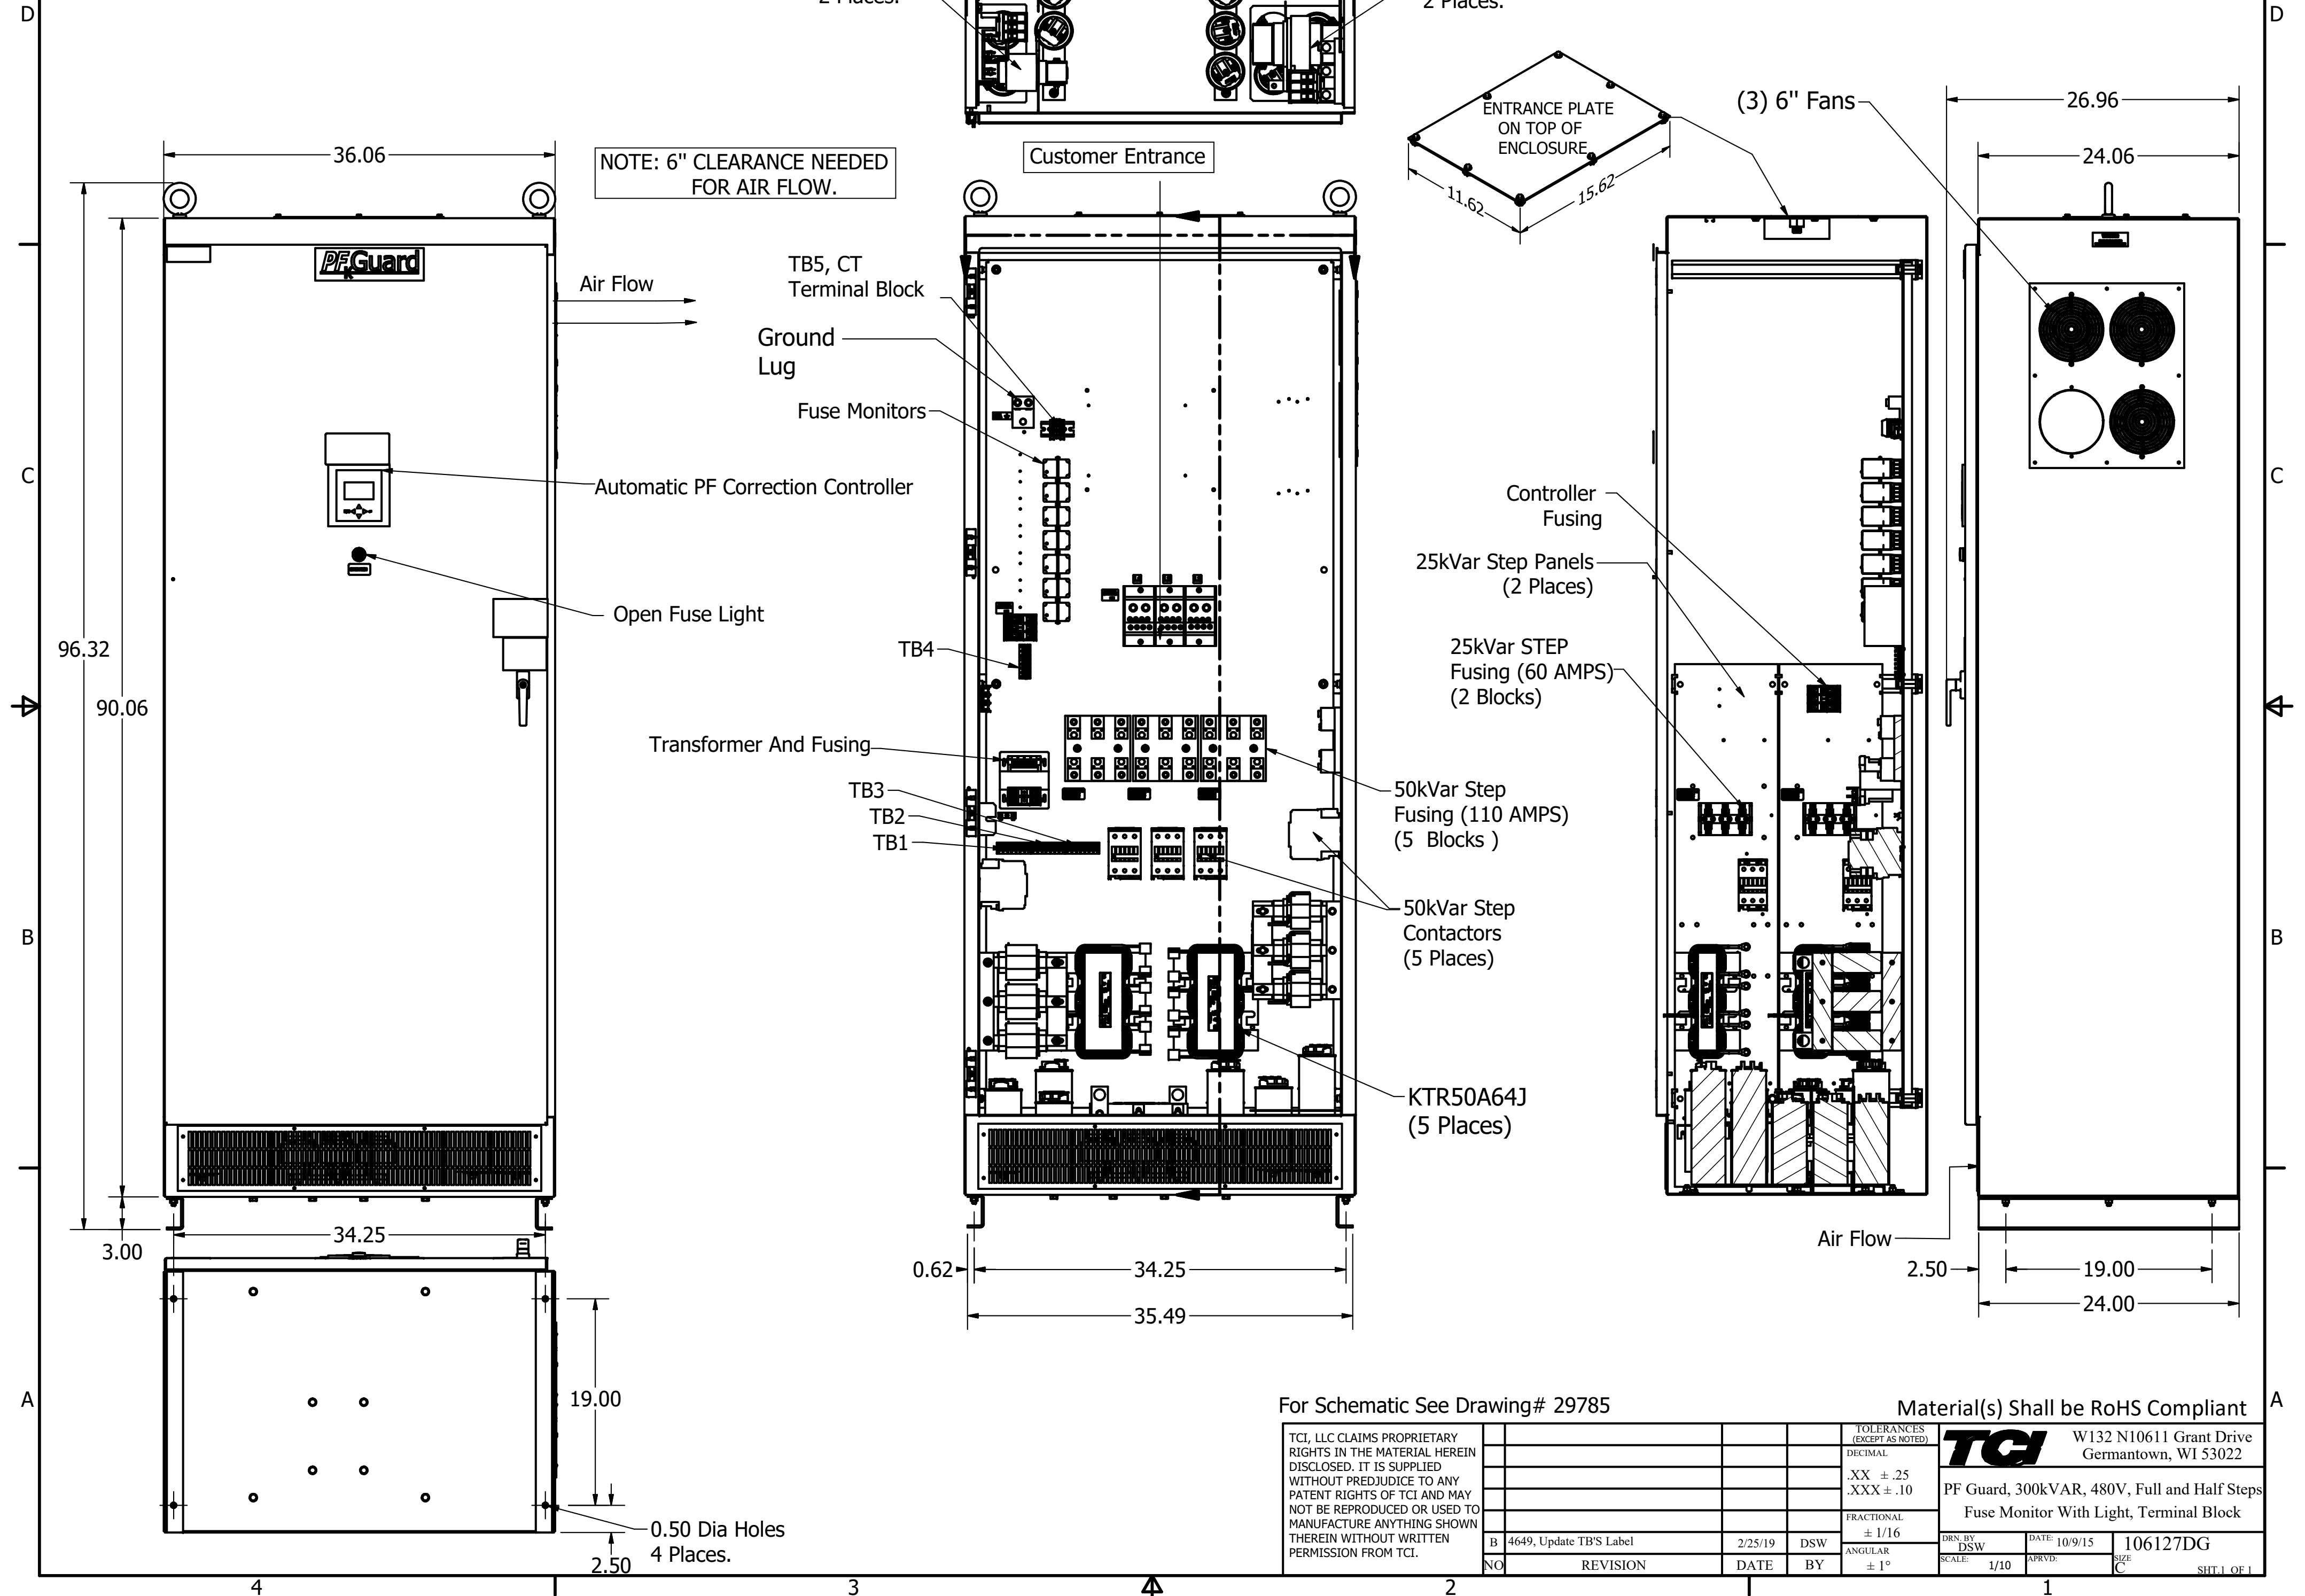 D
2 Places.
2 Places.
D
36.06
NOTE: 6" CLEARANCE NEEDED
FOR AIR FLOW.
Customer Entrance
ENTRANCE PLATE
ON TOP OF
ENCLOSURE
11.62
15.62
(3) 6" Fans
26.96
24.06
PFGuard
Air Flow
TB5, CT
Terminal Block
Ground
Lug
Fuse Monitors
C
Automatic PF Correction Controller
Open Fuse Light
96.32
90.06
TB4
Transformer And Fusing
TB3
TB2
TB1
Controller
Fusing
C
25kVar Step Panels
(2 Places)
25kVar STEP
Fusing (60 AMPS)
(2 Blocks)
50kVar Step
Fusing (110 AMPS)
(5 Blocks )
50kVar Step
Contactors
(5 Places)
B
B
KTR50A64J
(5 Places)
3.00
34.25
0.62
34.25
35.49
Air Flow
2.50
19.00
24.00
A
19.00
0.50 Dia Holes
4 Places.
2.50
For Schematic See Drawing# 29785
Material(s) Shall be RoHS Compliant
A
TCI, LLC CLAIMS PROPRIETARY
RIGHTS IN THE MATERIAL HEREIN
DISCLOSED. IT IS SUPPLIED
WITHOUT PREDJUDICE TO ANY
PATENT RIGHTS OF TCI AND MAY
NOT BE REPRODUCED OR USED TO
MANUFACTURE ANYTHING SHOWN
THEREIN WITHOUT WRITTEN
PERMISSION FROM TCI.
B 4649, Update TB'S Label 2/25/19 DSW
NO REVISION DATE BY
TOLERANCES
(EXCEPT AS NOTED)
DECIMAL
.XX ± .25
.XXX ± .10
FRACTIONAL
± 1/16
ANGULAR
± 1°
TCI
W132 N10611 Grant Drive
Germantown, WI 53022
PF Guard, 300kVAR, 480V, Full and Half Steps
Fuse Monitor With Light, Terminal Block
DRN. BY
DSW
DATE: 10/9/15
106127DG
SCALE: 1/10
APRVD:
SIZE
C
SHT.1 OF 1
4
3
2
1